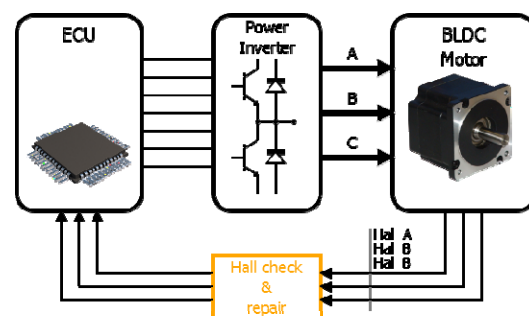 ECU
Power
Inverter
BLDC
Motor
A
B
C
Hal A
Hal B
Hal B
Hall check
&
repair